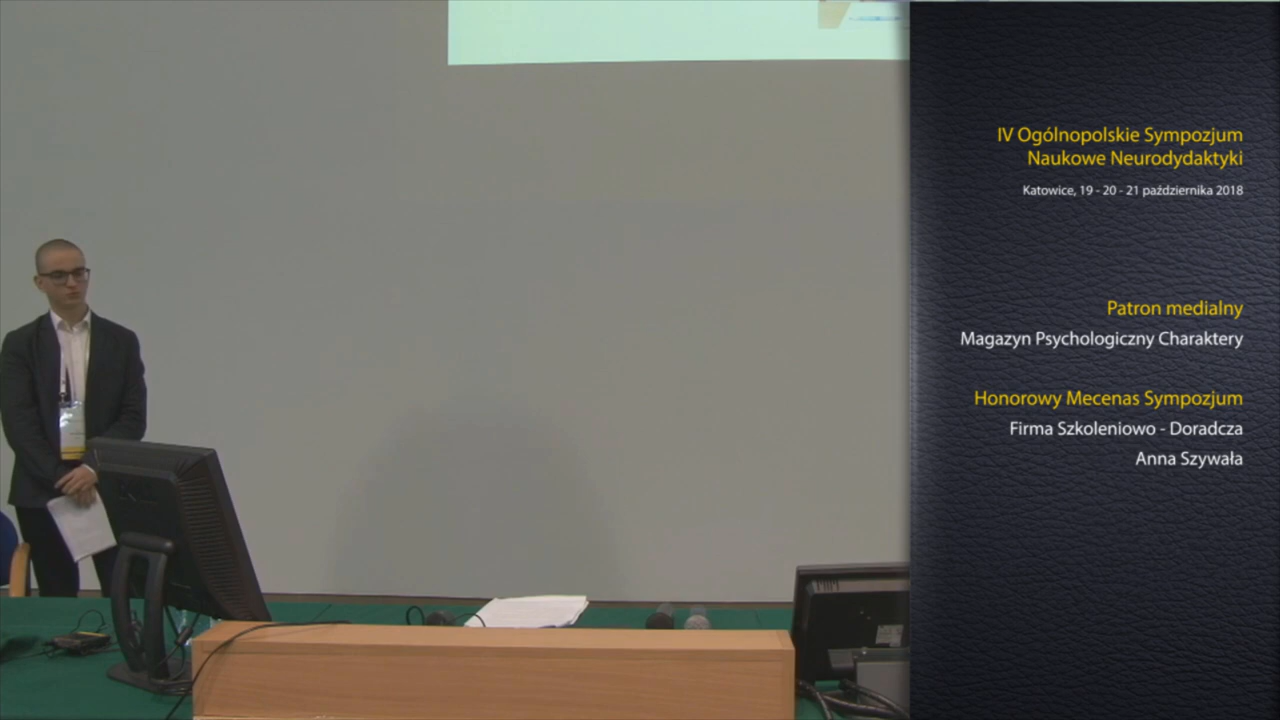 IV Ogólnopolskie Sympozjum
Naukowe Neurodydaktyki
Katowice, 19 - 20 - 21 października 2018
Patron medialny
Magazyn Psychologiczny Charaktery
Honorowy Mecenas Sympozjum
Firma Szkoleniowo - Doradcza
Anna Szywała